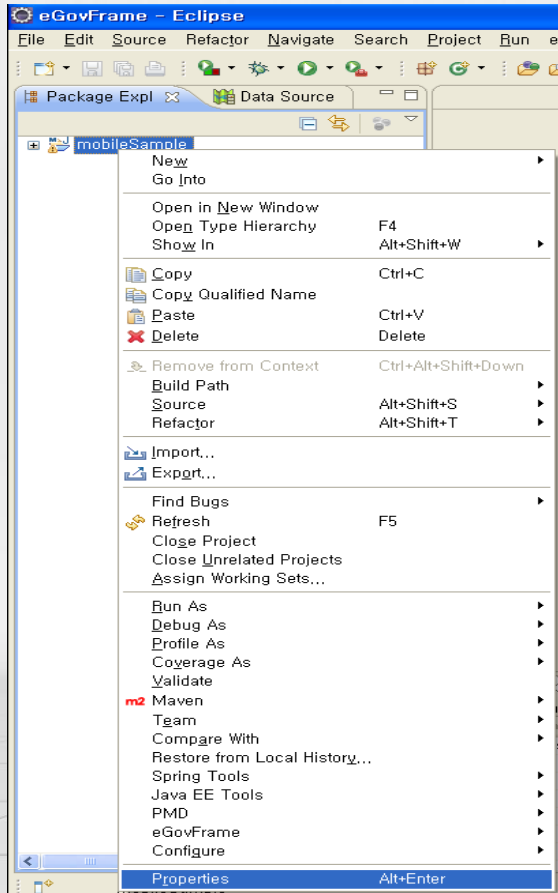 eGovFrame - Eclipse
File Edit Source Refactor Navigate Search Project Run e
Package Expl Data Source
mobileSample
New
Go Into
Open in New Window
Open Type Hierarchy F4
Show In Alt+Shift+W
Copy Ctrl+C
Copy Qualified Name
Paste Ctrl+V
Delete Delete
Remove from Context Ctrl+Alt+Shift+Down
Build Path
Source Alt+Shift+S
Refactor Alt+Shift+T
Import...
Export...
Find Bugs
Refresh F5
Close Project
Close Unrelated Projects
Assign Working Sets...
Run As
Debug As
Profile As
Coverage As
Validate
m2 Maven
Team
Compare With
Restore from Local History...
Spring Tools
Java EE Tools
PMD
eGovFrame
Configure
Properties Alt+Enter